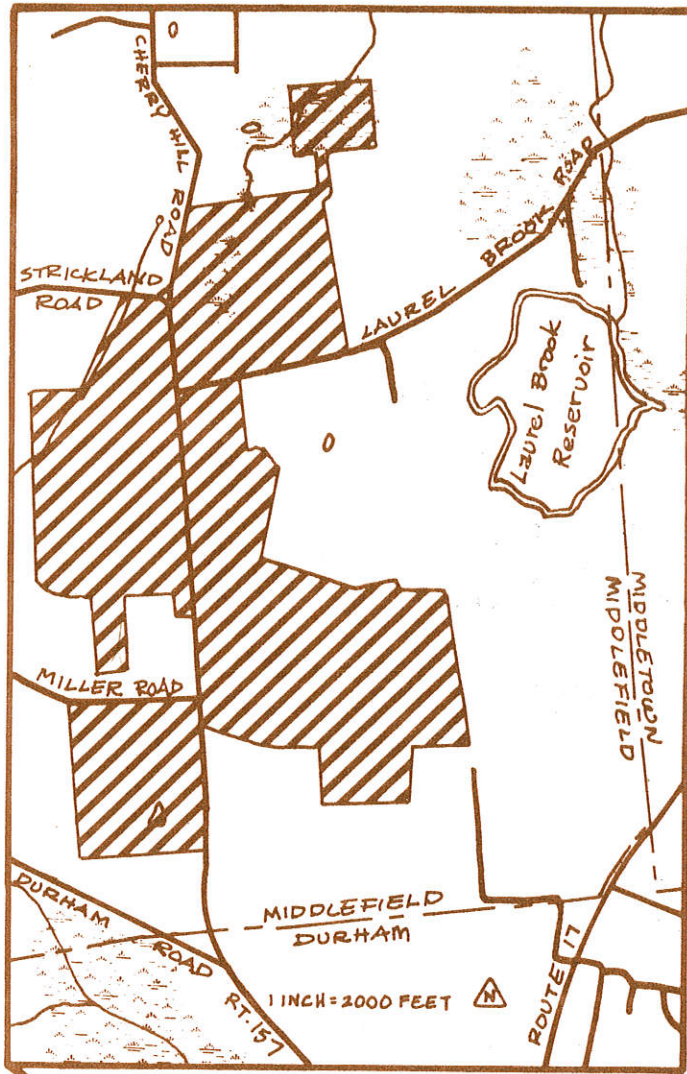 CHERRY HILL ROAD
STRICKLAND
ROAD
LAUREL BROOK ROAD
Laurel Brook
Reservoir
MIDDLETOWN
MIDDLEFIELD
MILLER ROAD
DURHAM ROAD
MIDDLEFIELD
DURHAM
RT. 157
1 INCH = 2000 FEET
N
ROUTE 17